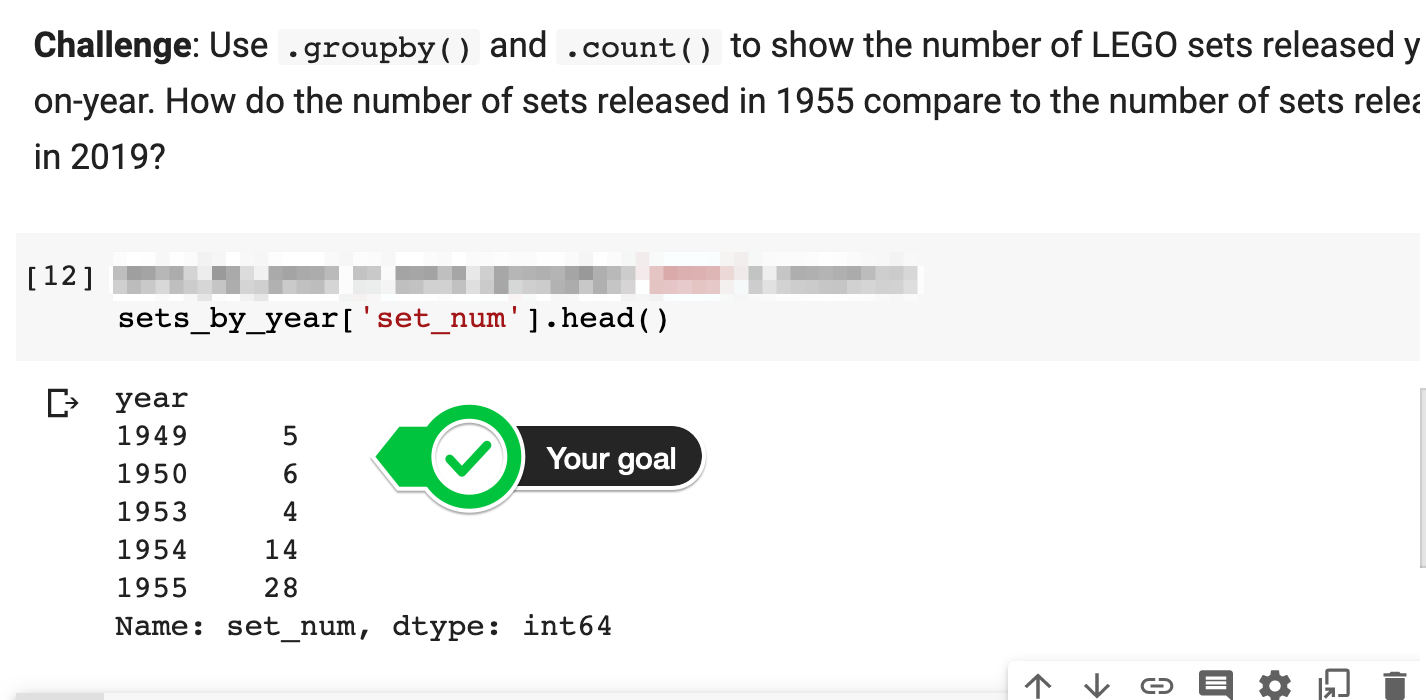 Challenge: Use .groupby() and .count() to show the number of LEGO sets released y
on-year. How do the number of sets released in 1955 compare to the number of sets relea
in 2019?
[12]
sets_by_year['set_num'].head()
year
1949 5
1950 6
1953 4
1954 14
1955 28
Name: set_num, dtype: int64
Your goal